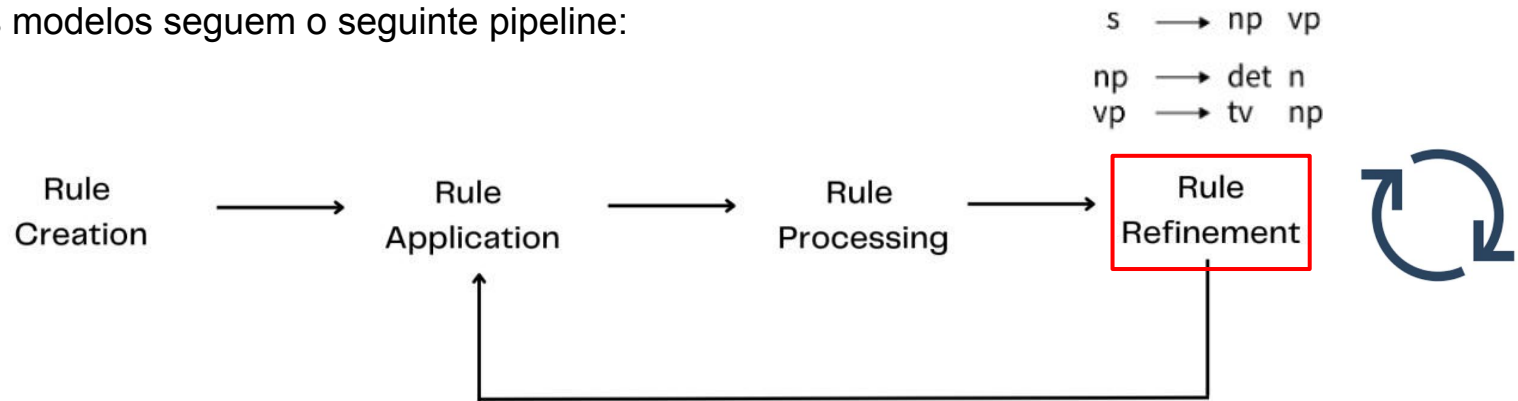 modelos seguem o seguinte pipeline:
s → np vp
np → det n
vp → tv np
Rule
Creation
Rule
Application
Rule
Processing
Rule
Refinement